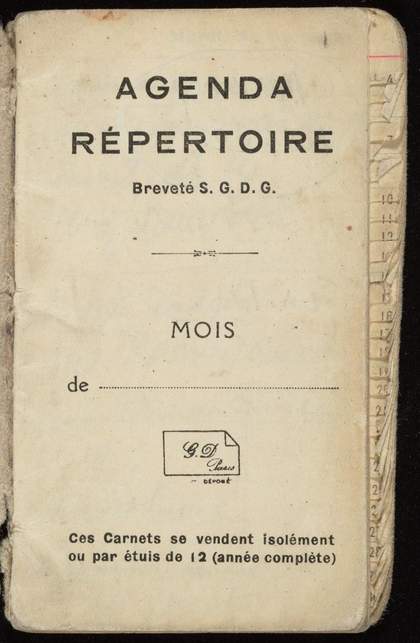 AGENDA
RÉPERTOIRE
Breveté S. G. D. G.
MOIS
de
G. D
Paris
DÉPOSÉ
Ces Carnets se vendent isolément
ou par étuis de 12 (année complète)